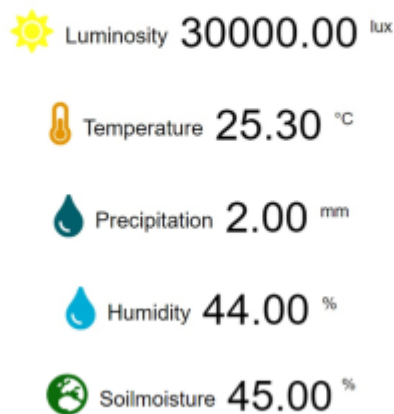 Luminosity 30000.00 lux
Temperature 25.30 °C
Precipitation 2.00 mm
Humidity 44.00 %
Soilmoisture 45.00 %